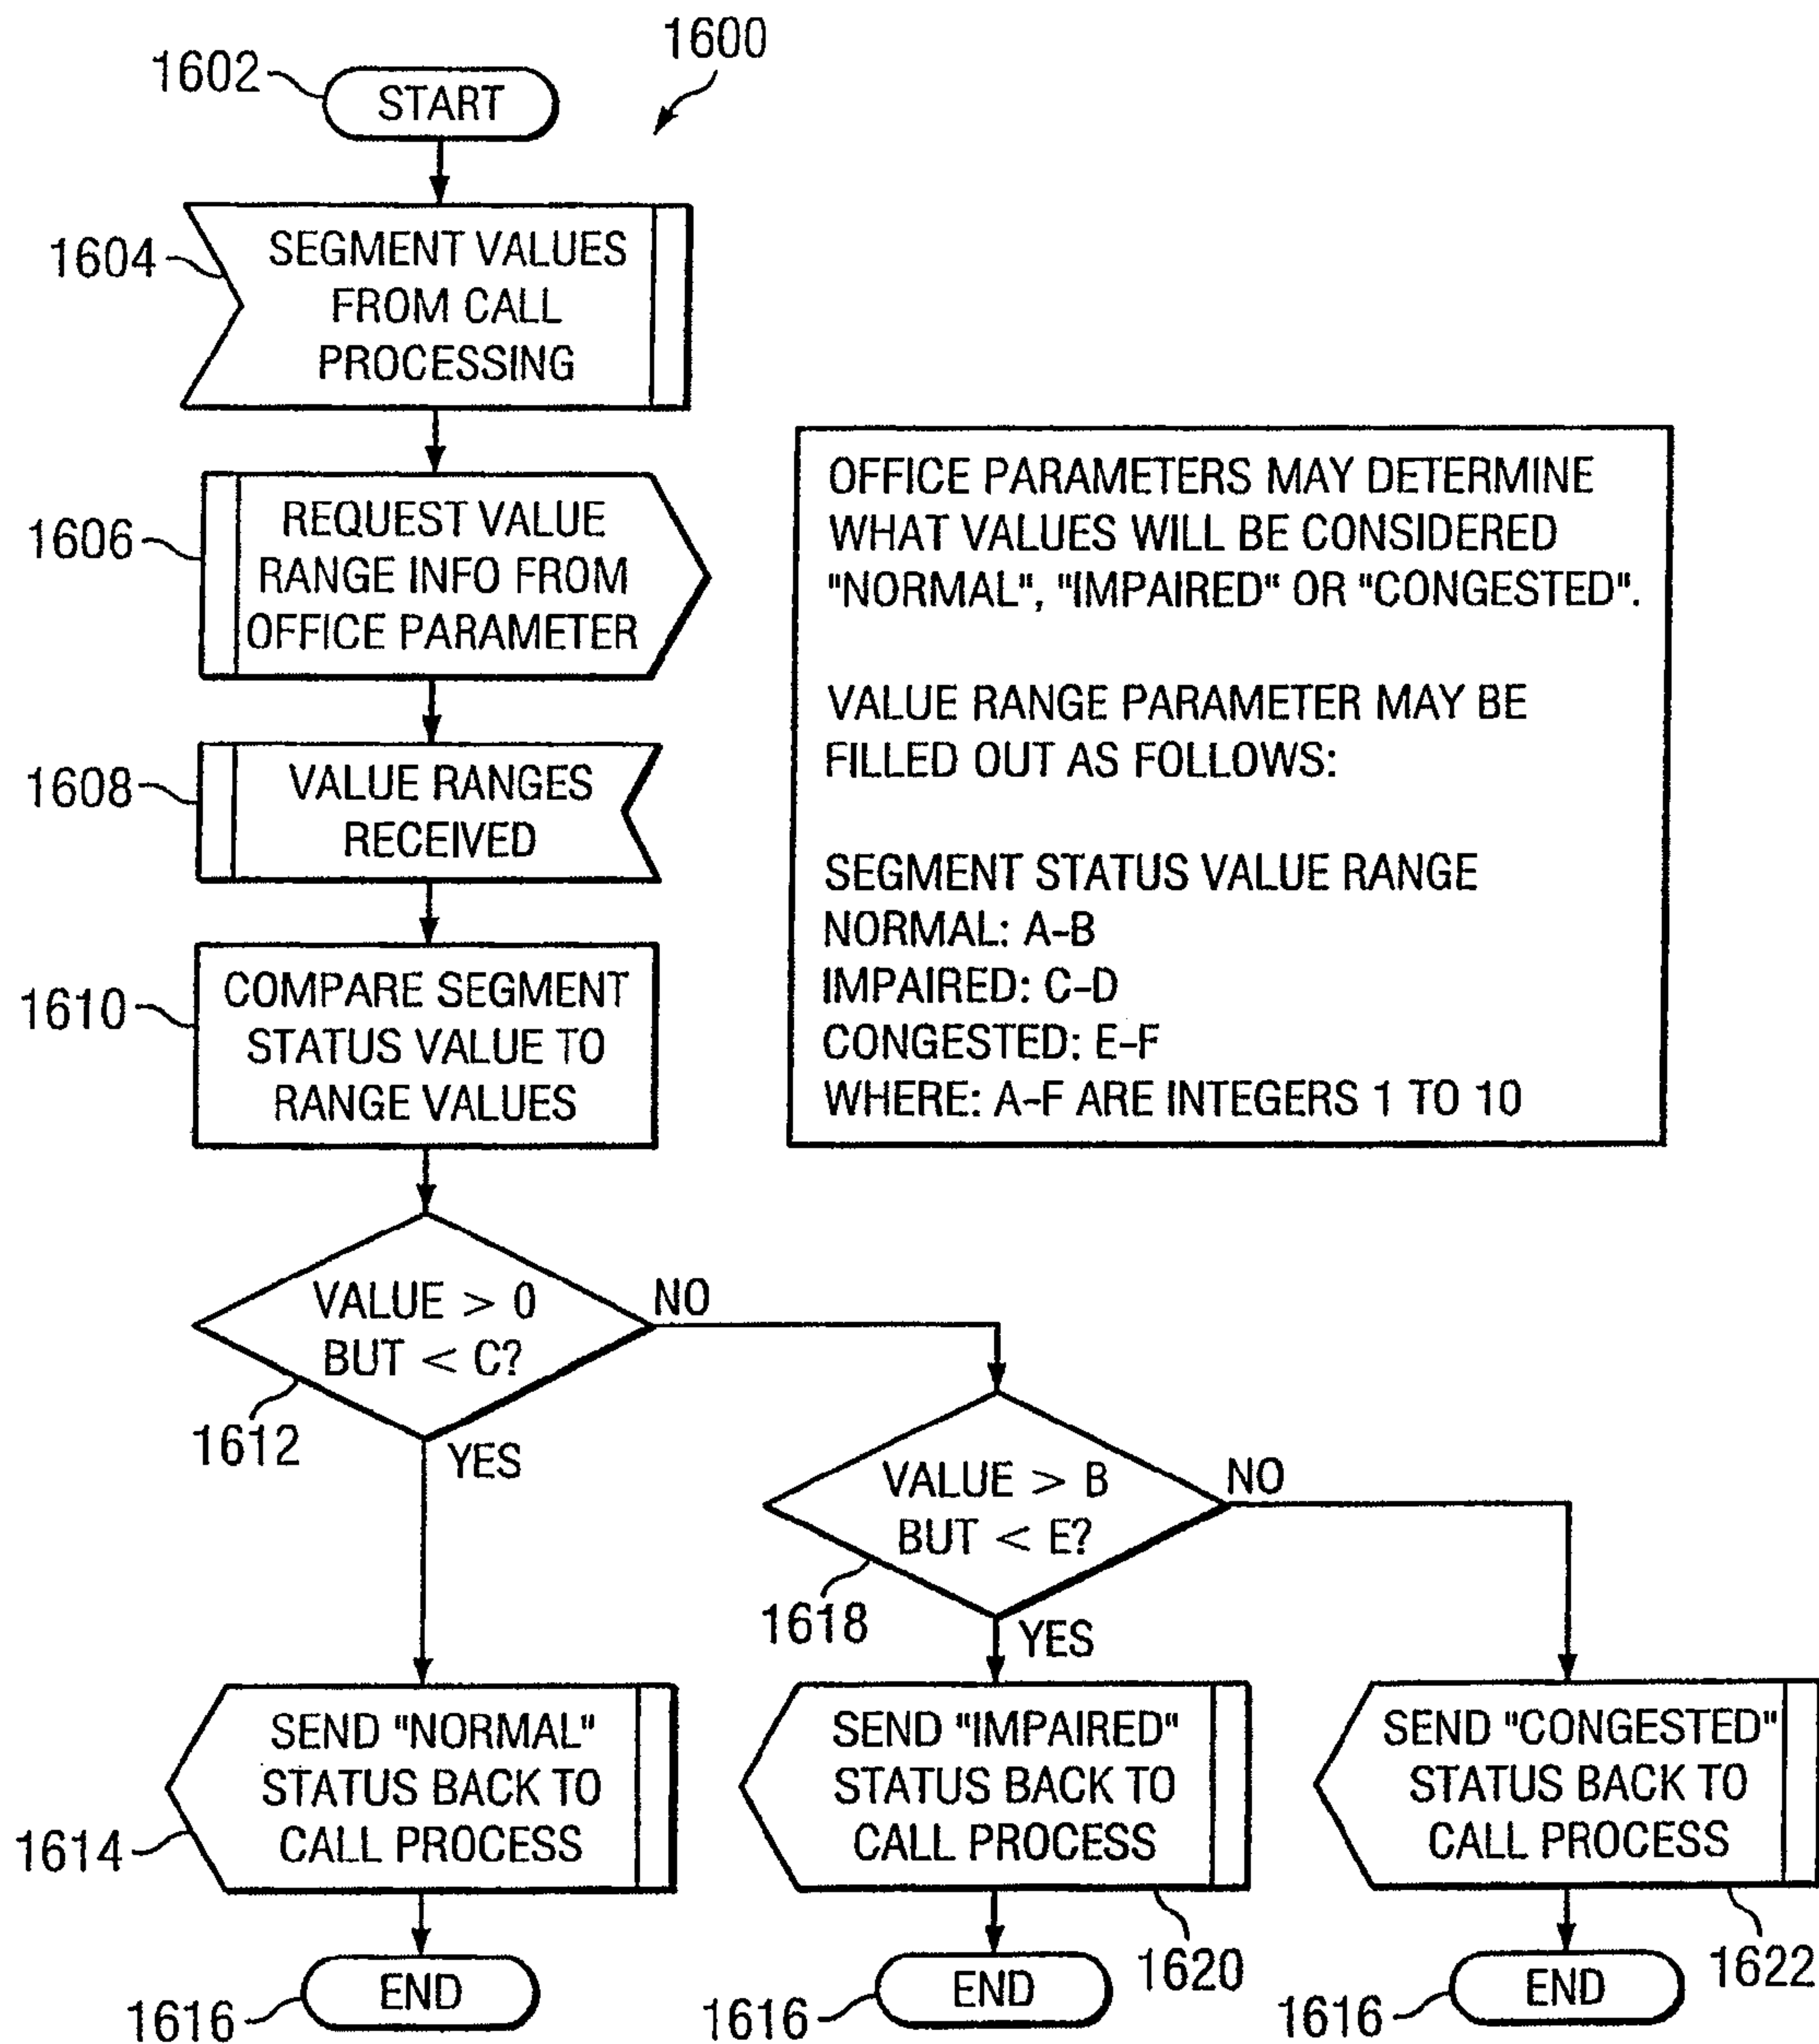 1600
1602
START
1604
SEGMENT VALUES
FROM CALL
PROCESSING
1606
REQUEST VALUE
RANGE INFO FROM
OFFICE PARAMETER
1608
VALUE RANGES
RECEIVED
1610
COMPARE SEGMENT
STATUS VALUE TO
RANGE VALUES
OFFICE PARAMETERS MAY DETERMINE
WHAT VALUES WILL BE CONSIDERED
"NORMAL", "IMPAIRED" OR "CONGESTED".
VALUE RANGE PARAMETER MAY BE
FILLED OUT AS FOLLOWS:
SEGMENT STATUS VALUE RANGE
NORMAL: A-B
IMPAIRED: C-D
CONGESTED: E-F
WHERE: A-F ARE INTEGERS 1 TO 10
VALUE > 0
BUT < C?
NO
1612
YES
VALUE > B
BUT < E?
NO
1618
YES
SEND "NORMAL"
STATUS BACK TO
CALL PROCESS
1614
END
1616
SEND "IMPAIRED"
STATUS BACK TO
CALL PROCESS
1620
END
1616
SEND "CONGESTED"
STATUS BACK TO
CALL PROCESS
1622
END
1616